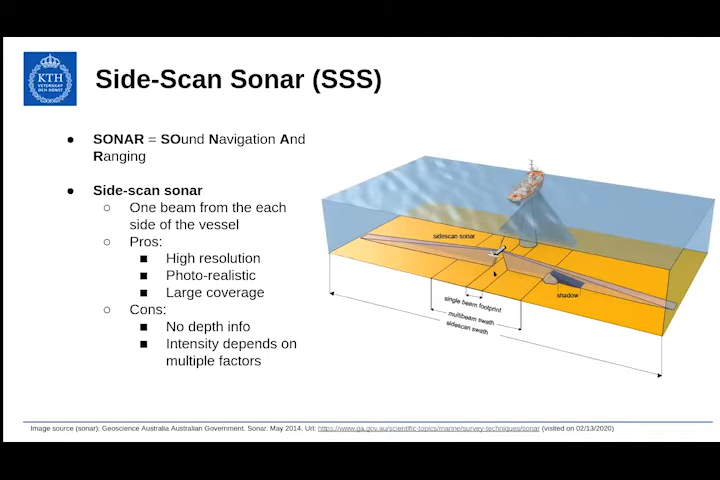 KTH
VETENSKAP
OCH KONST
Side-Scan Sonar (SSS)
● SONAR = SOund Navigation And
Ranging
● Side-scan sonar
○ One beam from the each
side of the vessel
○ Pros:
■ High resolution
■ Photo-realistic
■ Large coverage
○ Cons:
■ No depth info
■ Intensity depends on
multiple factors
sidescan sonar
shadow
single beam footprint
multibeam swath
sidescan swath
Image source (sonar): Geoscience Australia Australian Government. Sonar. May 2014. Url: https://www.ga.gov.au/scientific-topics/marine/survey-techniques/sonar (visited on 02/13/2020)